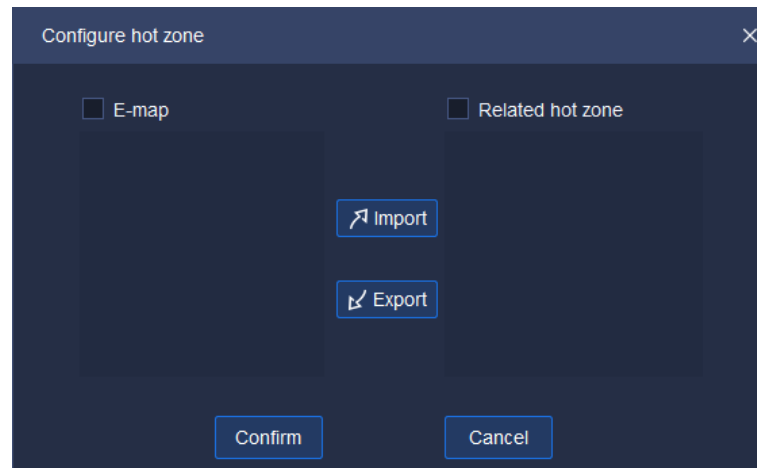 Configure hot zone
E-map
Related hot zone
Import
Export
Confirm
Cancel